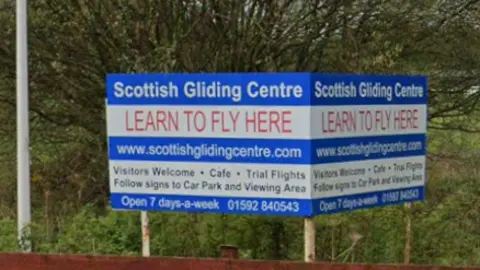 Scottish Gliding Centre
LEARN TO FLY HERE
www.scottishglidingcentre.com
Visitors Welcome • Cafe • Trial Flights
Follow signs to Car Park and Viewing Area
Open 7 days-a-week 01592 840543
Scottish Gliding Centre
LEARN TO FLY HERE
www.scottishglidingcentre.com
Visitors Welcome • Cafe • Trial Flights
Follow signs to Car Park and Viewing Area
Open 7 days-a-week 01592 840543